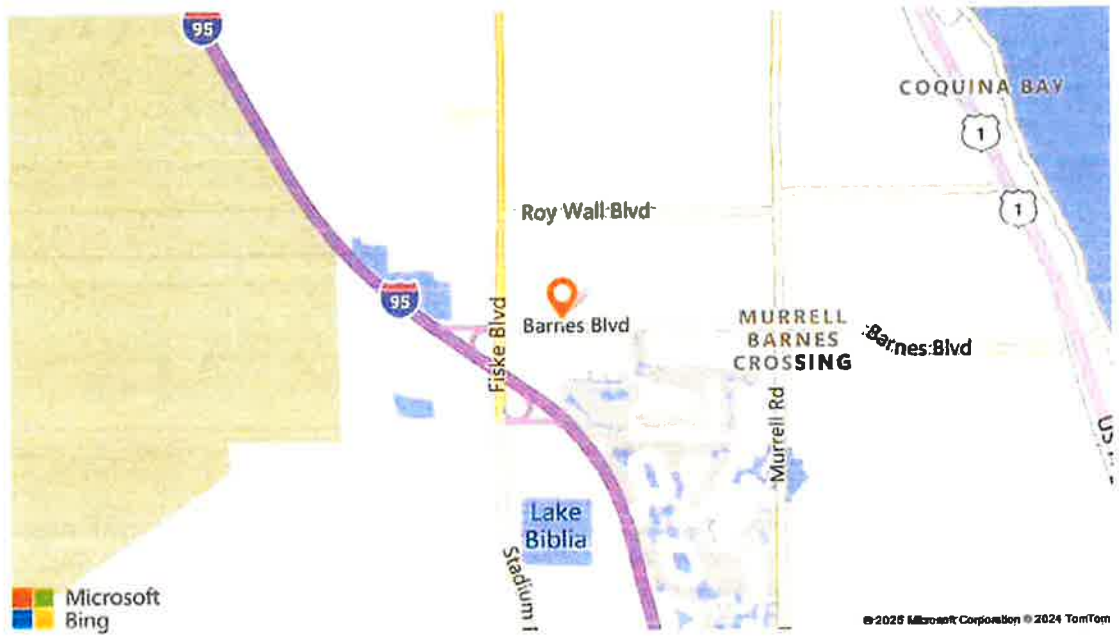 95
COQUINA BAY
1
Roy Wall Blvd
1
95
Fiske Blvd
Barnes Blvd
MURRELL
BARNES
CROSSING
Barnes Blvd
Murrell Rd
Lake
Biblia
Stadium
Microsoft
Bing
© 2025 Microsoft Corporation © 2024 TomTom